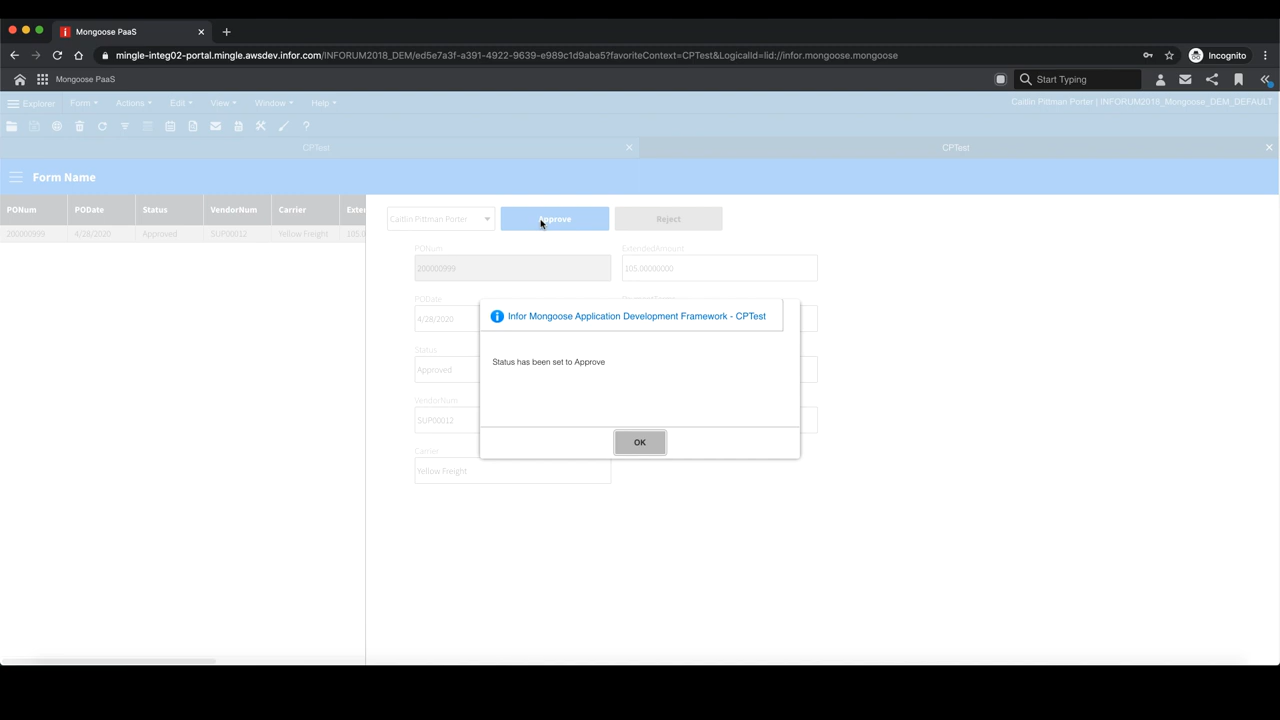 Mongoose PaaS
mingle-integ02-portal.mingle.awsdev.infor.com/INFORUM2018_DEM/ed5e7a3f-a391-4922-9639-e989c1d9aba5?favoriteContext=CPTest&LogicalId=lid://infor.mongoose.mongoose
Incognito
Mongoose PaaS
Start Typing
Explorer Form Actions Edit View Window Help
Caitlin Pittman Porter | INFORUM2018_Mongoose_DEM_DEFAULT
CPTest
CPTest
Form Name
PONum PODate Status VendorNum Carrier Exter
200000999 4/28/2020 Approved SUP00012 Yellow Freight 105.0
Caitlin Pittman Porter Approve Reject
PONum ExtendedAmount
200000999 105.00000000
PODate
4/28/2020
Status
Approved
VendorNum
SUP00012
Carrier
Yellow Freight
Infor Mongoose Application Development Framework - CPTest
Status has been set to Approve
OK